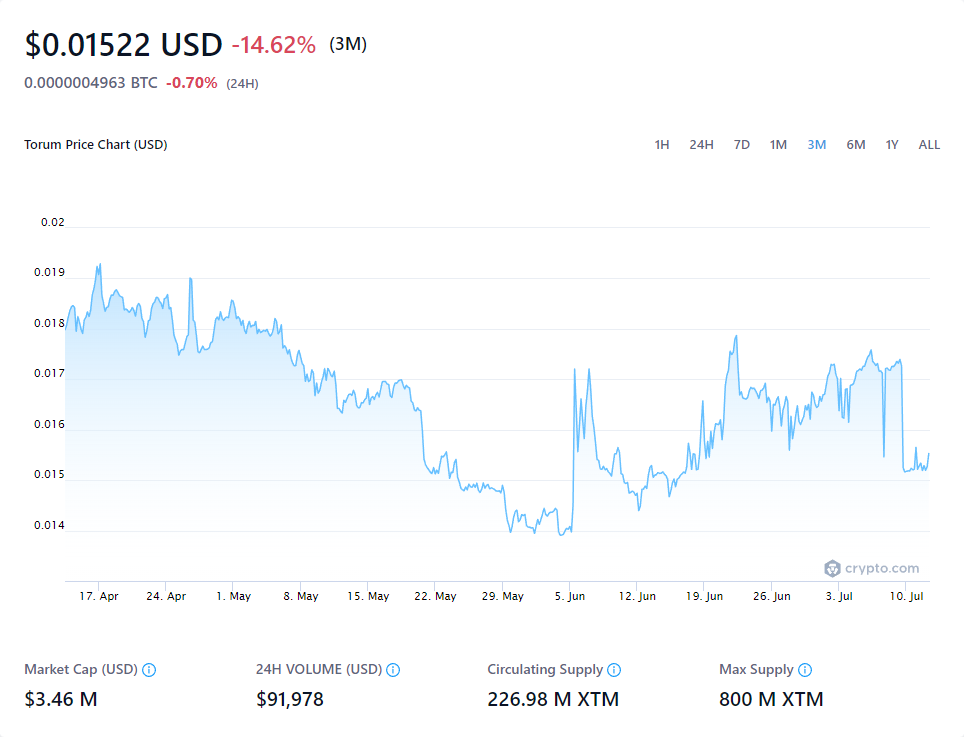 $0.01522 USD -14.62% (3M)
0.0000004963 BTC -0.70% (24H)
Torum Price Chart (USD) 1H 24H 7D 1M 3M 6M 1Y ALL
0.02
0.019
0.018
0.017
0.016
0.015
0.014
crypto.com
17. Apr 24. Apr 1. May 8. May 15. May 22. May 29. May 5. Jun 12. Jun 19. Jun 26. Jun 3. Jul 10. Jul
Market Cap (USD) 24H VOLUME (USD) Circulating Supply Max Supply
$3.46 M $91,978 226.98 M XTM 800 M XTM